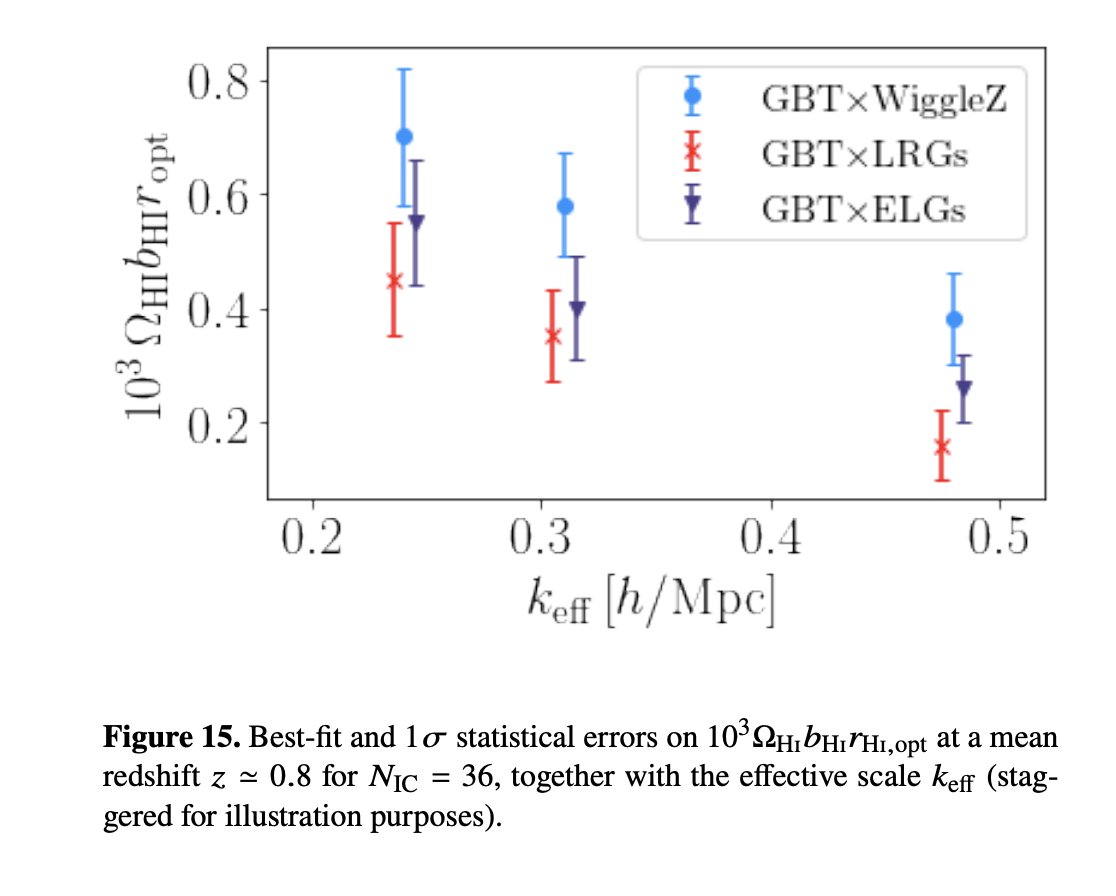 0.8
0.6
0.4
0.2
10³ Ω_HI b_HI r_opt
GBT×WiggleZ
GBT×LRGs
GBT×ELGs
0.2 0.3 0.4 0.5
k_eff [h/Mpc]
Figure 15. Best-fit and 1σ statistical errors on 10³Ω_HI b_HI r_HI,opt at a mean
redshift z ≃ 0.8 for N_IC = 36, together with the effective scale k_eff (stag-
gered for illustration purposes).